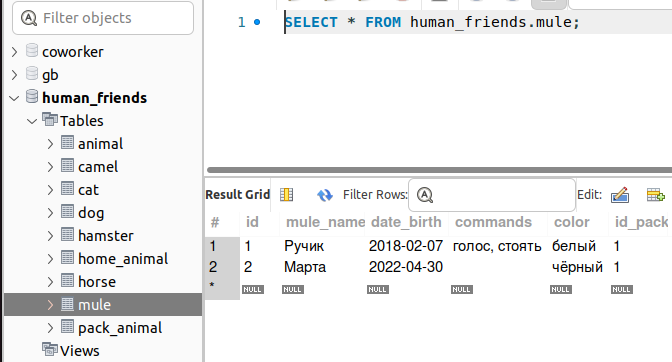 Filter objects
coworker
gb
human_friends
Tables
animal
camel
cat
dog
hamster
home_animal
horse
mule
pack_animal
Views
1 SELECT * FROM human_friends.mule;
Result Grid Filter Rows: Edit:
# id mule_name date_birth commands color id_pack
1 1 Ручик 2018-02-07 голос, стоять белый 1
2 2 Марта 2022-04-30 чёрный 1
* NULL NULL NULL NULL NULL NULL